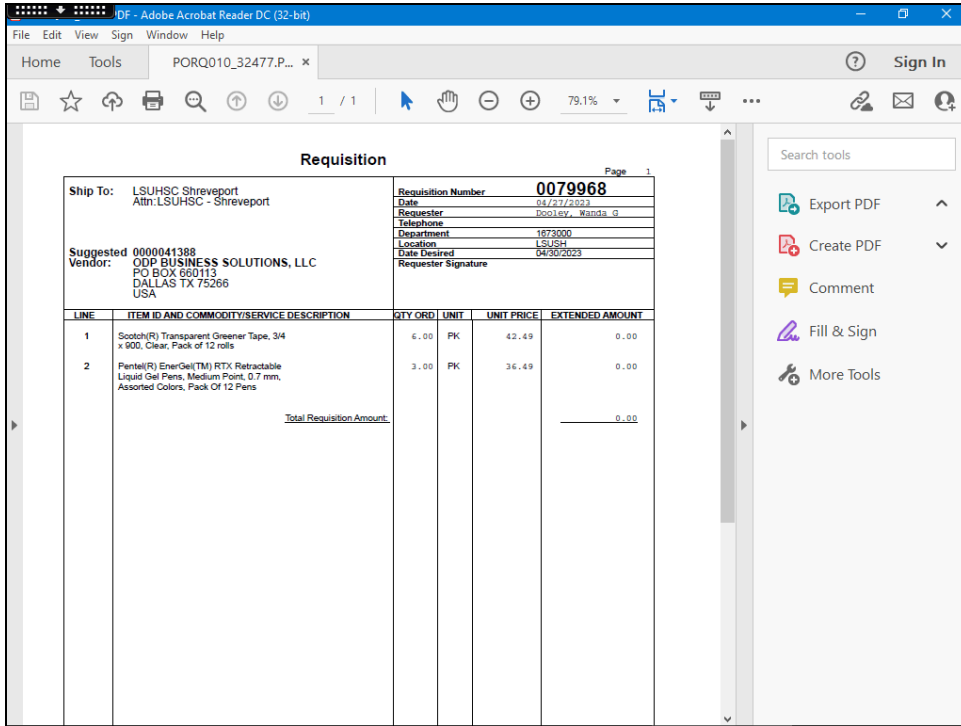 DF - Adobe Acrobat Reader DC (32-bit)
File Edit View Sign Window Help
Home Tools PORQ010_32477.P... × Sign In
1 / 1 79.1%
Requisition
Page 1
Ship To: LSUHSC Shreveport
Attn:LSUHSC - Shreveport
Requisition Number 0079968
Date 04/27/2023
Requester Dooley, Wanda G
Telephone
Department 1673000
Location LSUSH
Date Desired 04/30/2023
Requester Signature
Suggested 0000041388
Vendor: ODP BUSINESS SOLUTIONS, LLC
PO BOX 660113
DALLAS TX 75266
USA
LINE ITEM ID AND COMMODITY/SERVICE DESCRIPTION QTY ORD UNIT UNIT PRICE EXTENDED AMOUNT
1 Scotch(R) Transparent Greener Tape, 3/4 6.00 PK 42.49 0.00
x 900, Clear, Pack of 12 rolls
2 Pentel(R) EnerGel(TM) RTX Retractable 3.00 PK 36.49 0.00
Liquid Gel Pens, Medium Point, 0.7 mm,
Assorted Colors, Pack Of 12 Pens
Total Requisition Amount: 0.00
Search tools
Export PDF
Create PDF
Comment
Fill & Sign
More Tools